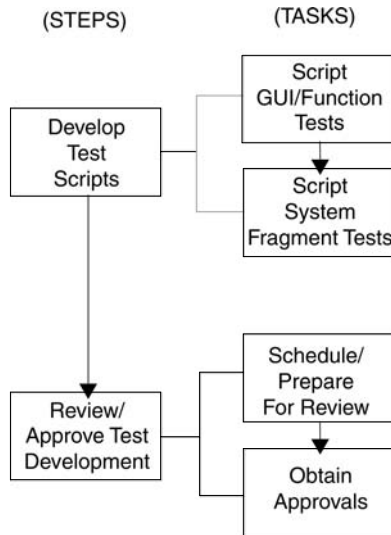 (STEPS)
(TASKS)
Script
GUI/Function
Tests
Develop
Test
Scripts
Script
System
Fragment Tests
Schedule/
Prepare
For Review
Review/
Approve Test
Development
Obtain
Approvals